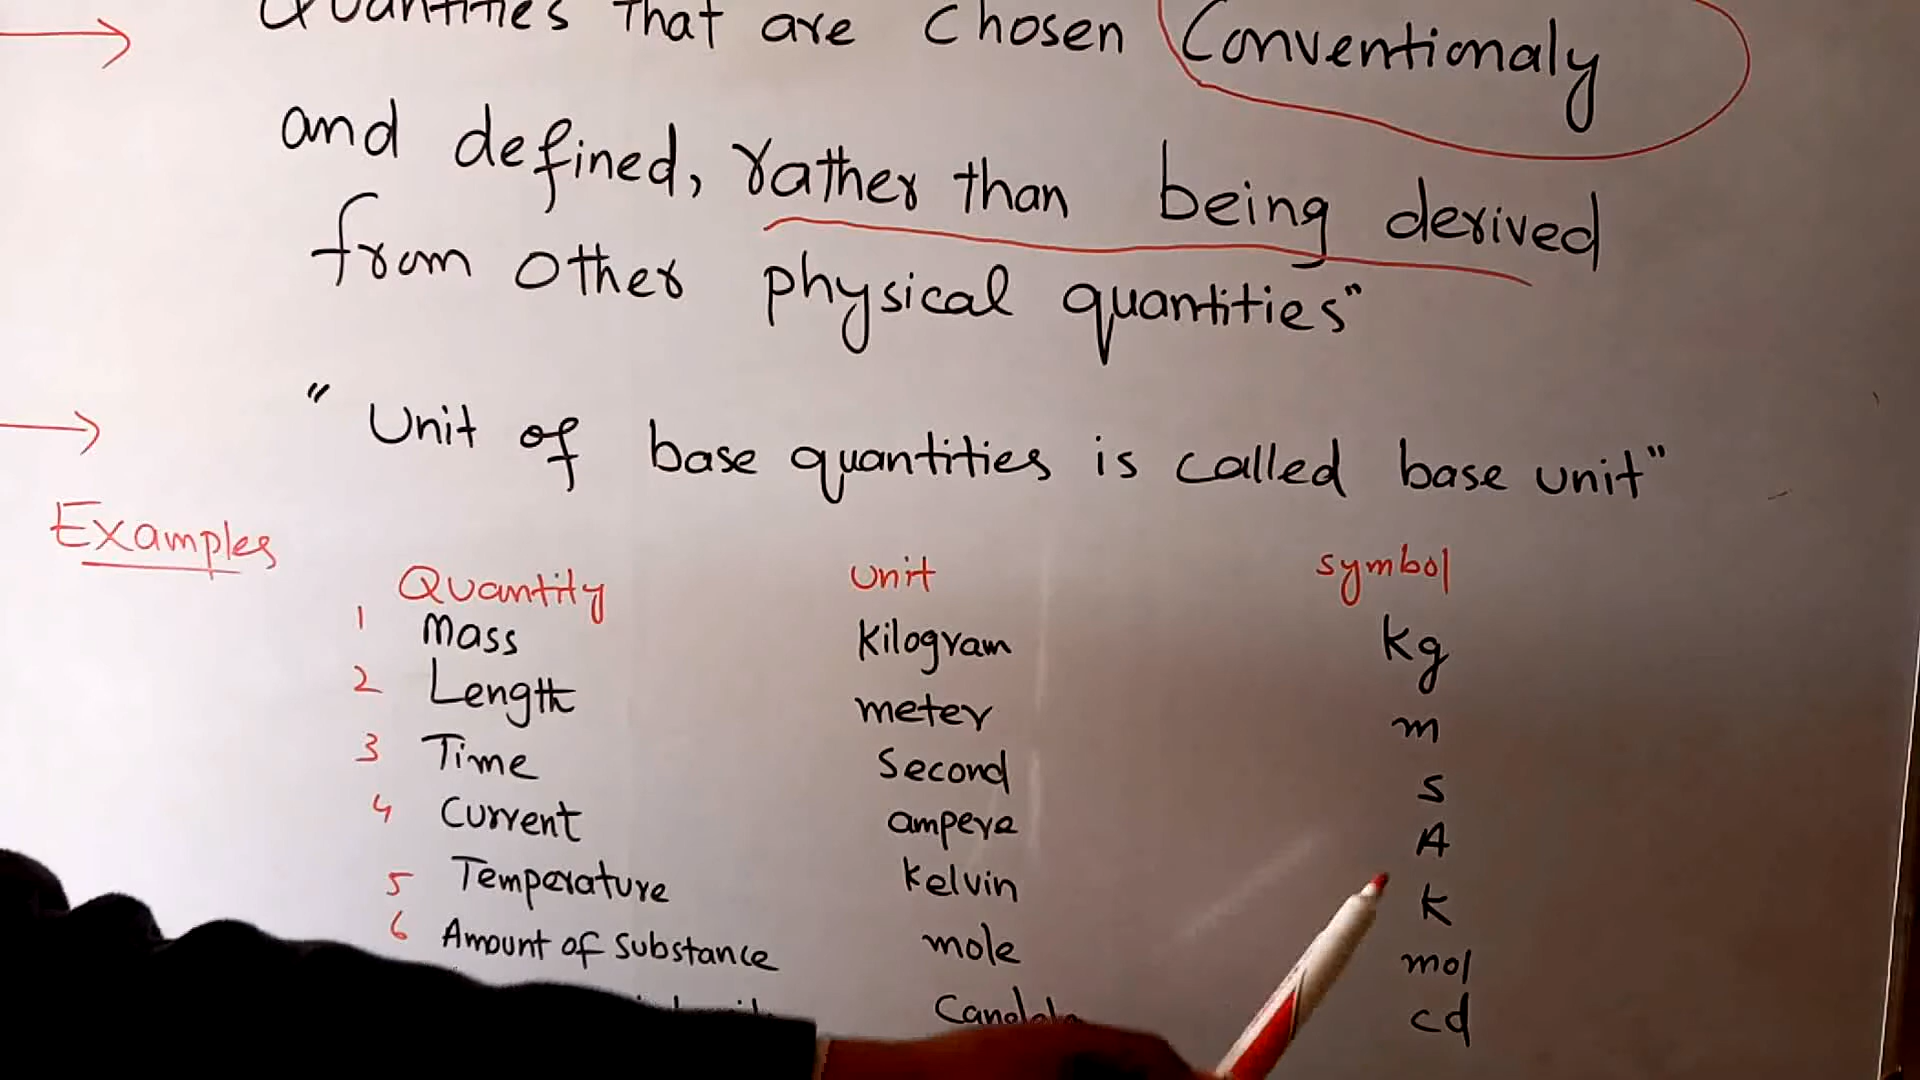 Quantities that are chosen Conventionaly
and defined, rather than being derived
from other physical quantities"
" Unit of base quantities is called base unit"
Examples
Quantity unit symbol
1 Mass kilogram kg
2 Length meter m
3 Time Second s
4 Current ampere A
5 Temperature kelvin k
6 Amount of substance mole mol
cd